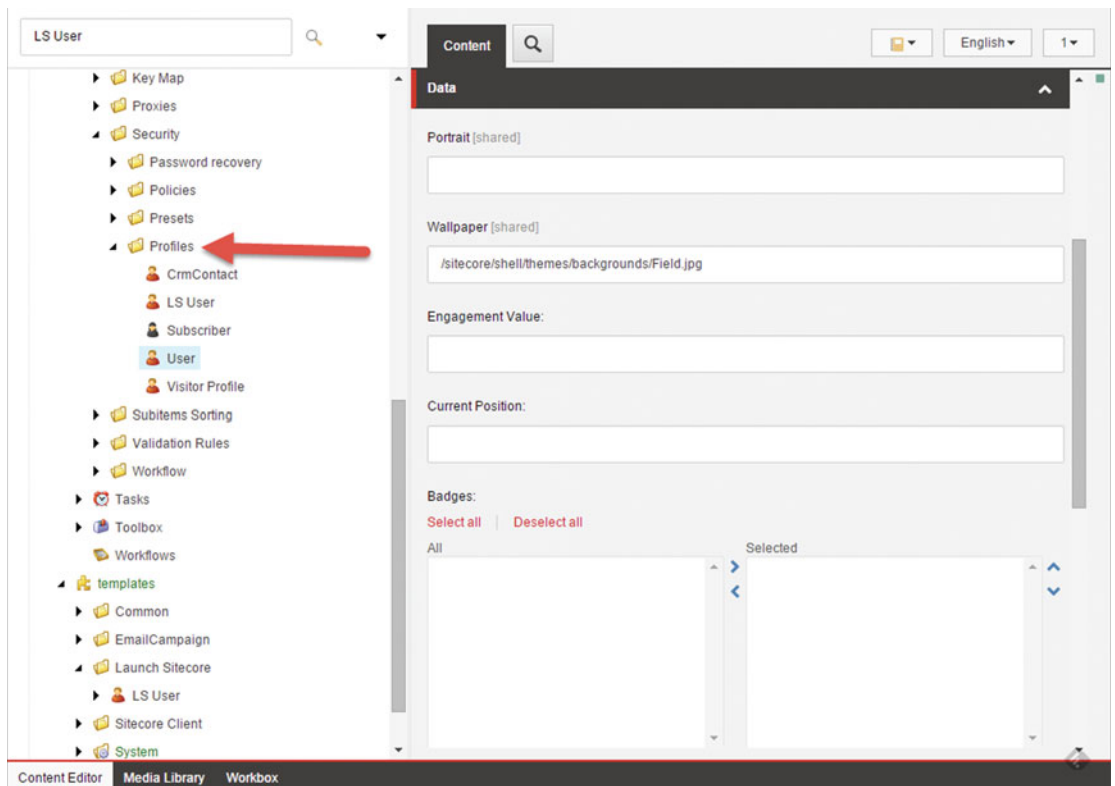 LS User
Key Map
Proxies
Security
Password recovery
Policies
Presets
Profiles
CrmContact
LS User
Subscriber
User
Visitor Profile
Subitems Sorting
Validation Rules
Workflow
Tasks
Toolbox
Workflows
templates
Common
EmailCampaign
Launch Sitecore
LS User
Sitecore Client
System
Content
English
1
Data
Portrait [shared]
Wallpaper [shared]
/sitecore/shell/themes/backgrounds/Field.jpg
Engagement Value:
Current Position:
Badges:
Select all | Deselect all
All Selected
Content Editor Media Library Workbox